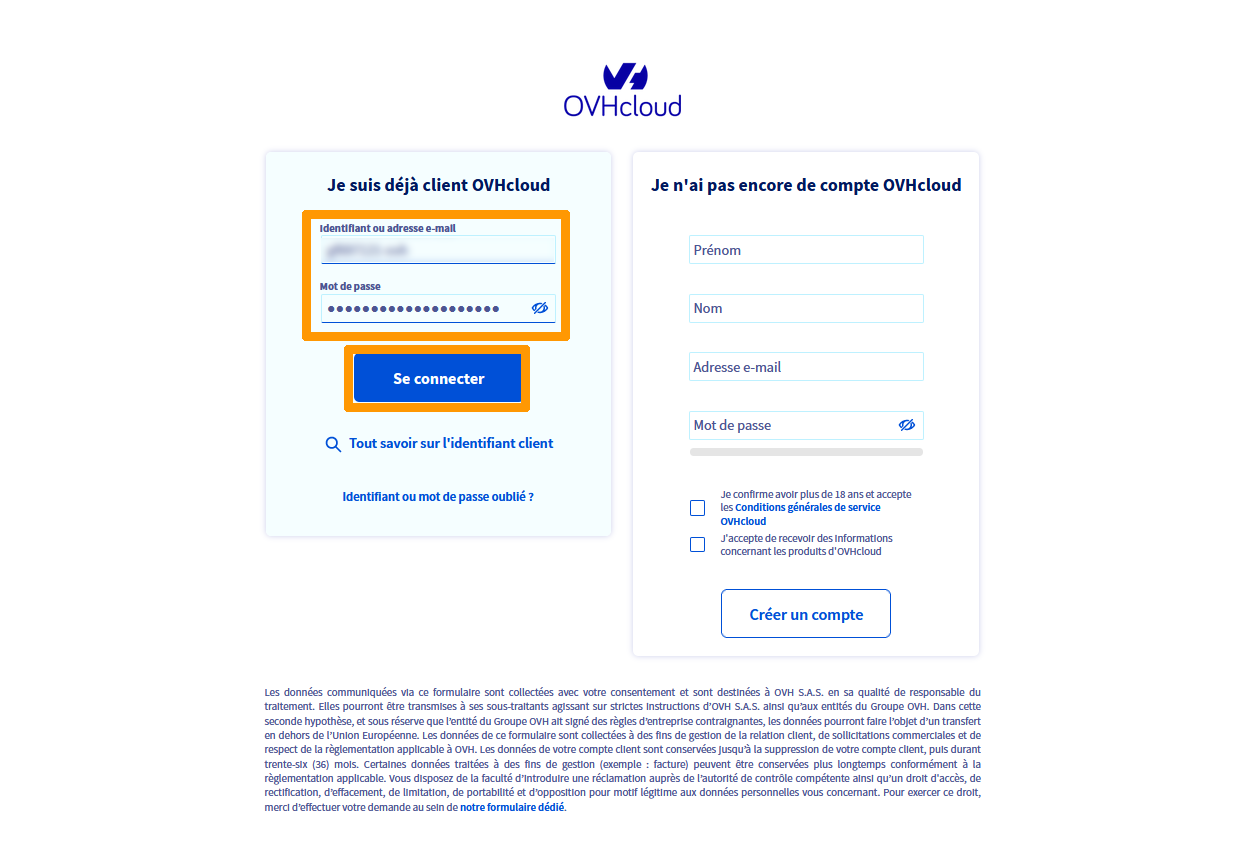 OVHcloud
Je suis déjà client OVHcloud
Identifiant ou adresse e-mail
Mot de passe
Se connecter
Tout savoir sur l'identifiant client
Identifiant ou mot de passe oublié ?
Je n'ai pas encore de compte OVHcloud
Prénom
Nom
Adresse e-mail
Mot de passe
Je confirme avoir plus de 18 ans et accepte
les Conditions générales de service
OVHcloud
J'accepte de recevoir des informations
concernant les produits d'OVHcloud
Créer un compte
Les données communiquées via ce formulaire sont collectées avec votre consentement et sont destinées à OVH S.A.S. en sa qualité de responsable du
traitement. Elles pourront être transmises à ses sous-traitants agissant sur strictes instructions d’OVH S.A.S. ainsi qu’aux entités du Groupe OVH. Dans cette
seconde hypothèse, et sous réserve que l’entité du Groupe OVH ait signé des règles d’entreprise contraignantes, les données pourront faire l’objet d’un transfert
en dehors de l’Union Européenne. Les données de ce formulaire sont collectées à des fins de gestion de la relation client, de sollicitations commerciales et de
respect de la règlementation applicable à OVH. Les données de votre compte client sont conservées jusqu’à la suppression de votre compte client, puis durant
trente-six (36) mois. Certaines données traitées à des fins de gestion (exemple : facture) peuvent être conservées plus longtemps conformément à la
règlementation applicable. Vous disposez de la faculté d’introduire une réclamation auprès de l’autorité de contrôle compétente ainsi qu’un droit d’accès, de
rectification, d’effacement, de limitation, de portabilité et d’opposition pour motif légitime aux données personnelles vous concernant. Pour exercer ce droit,
merci d’effectuer votre demande au sein de notre formulaire dédié.